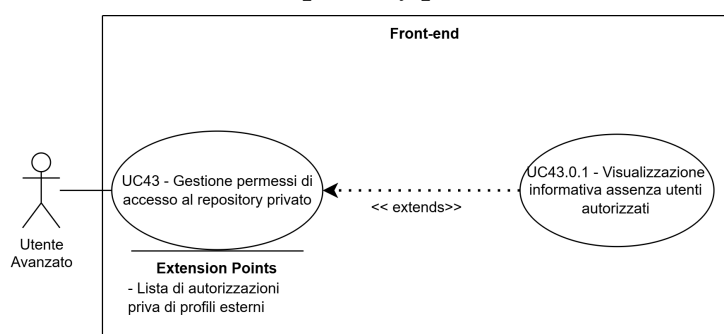 Front-end
UC43 - Gestione permessi di
accesso al repository privato
UC43.0.1 - Visualizzazione
informativa assenza utenti
autorizzati
<< extends>>
Utente
Avanzato
Extension Points
- Lista di autorizzazioni
priva di profili esterni